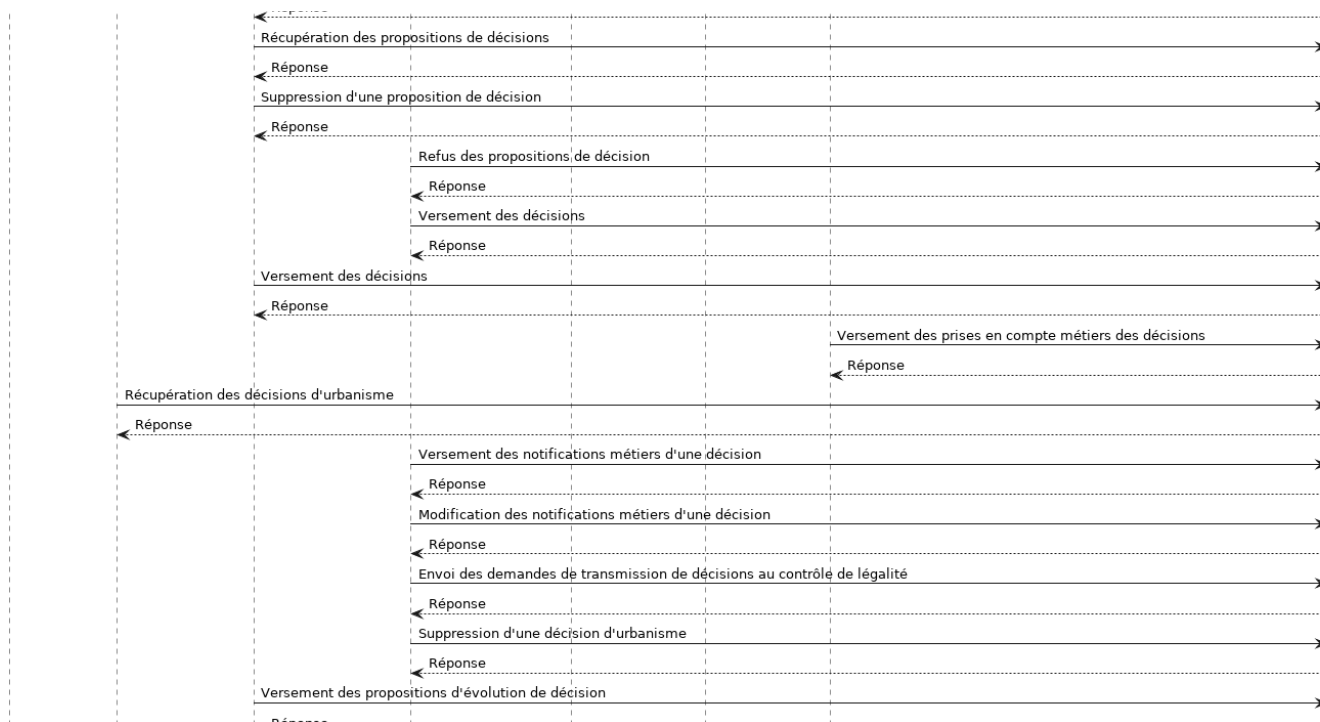 Réponse
Récupération des propositions de décisions
Réponse
Suppression d'une proposition de décision
Réponse
Refus des propositions de décision
Réponse
Versement des décisions
Réponse
Versement des décisions
Réponse
Versement des prises en compte métiers des décisions
Réponse
Récupération des décisions d'urbanisme
Réponse
Versement des notifications métiers d'une décision
Réponse
Modification des notifications métiers d'une décision
Réponse
Envoi des demandes de transmission de décisions au contrôle de légalité
Réponse
Suppression d'une décision d'urbanisme
Réponse
Versement des propositions d'évolution de décision
Réponse